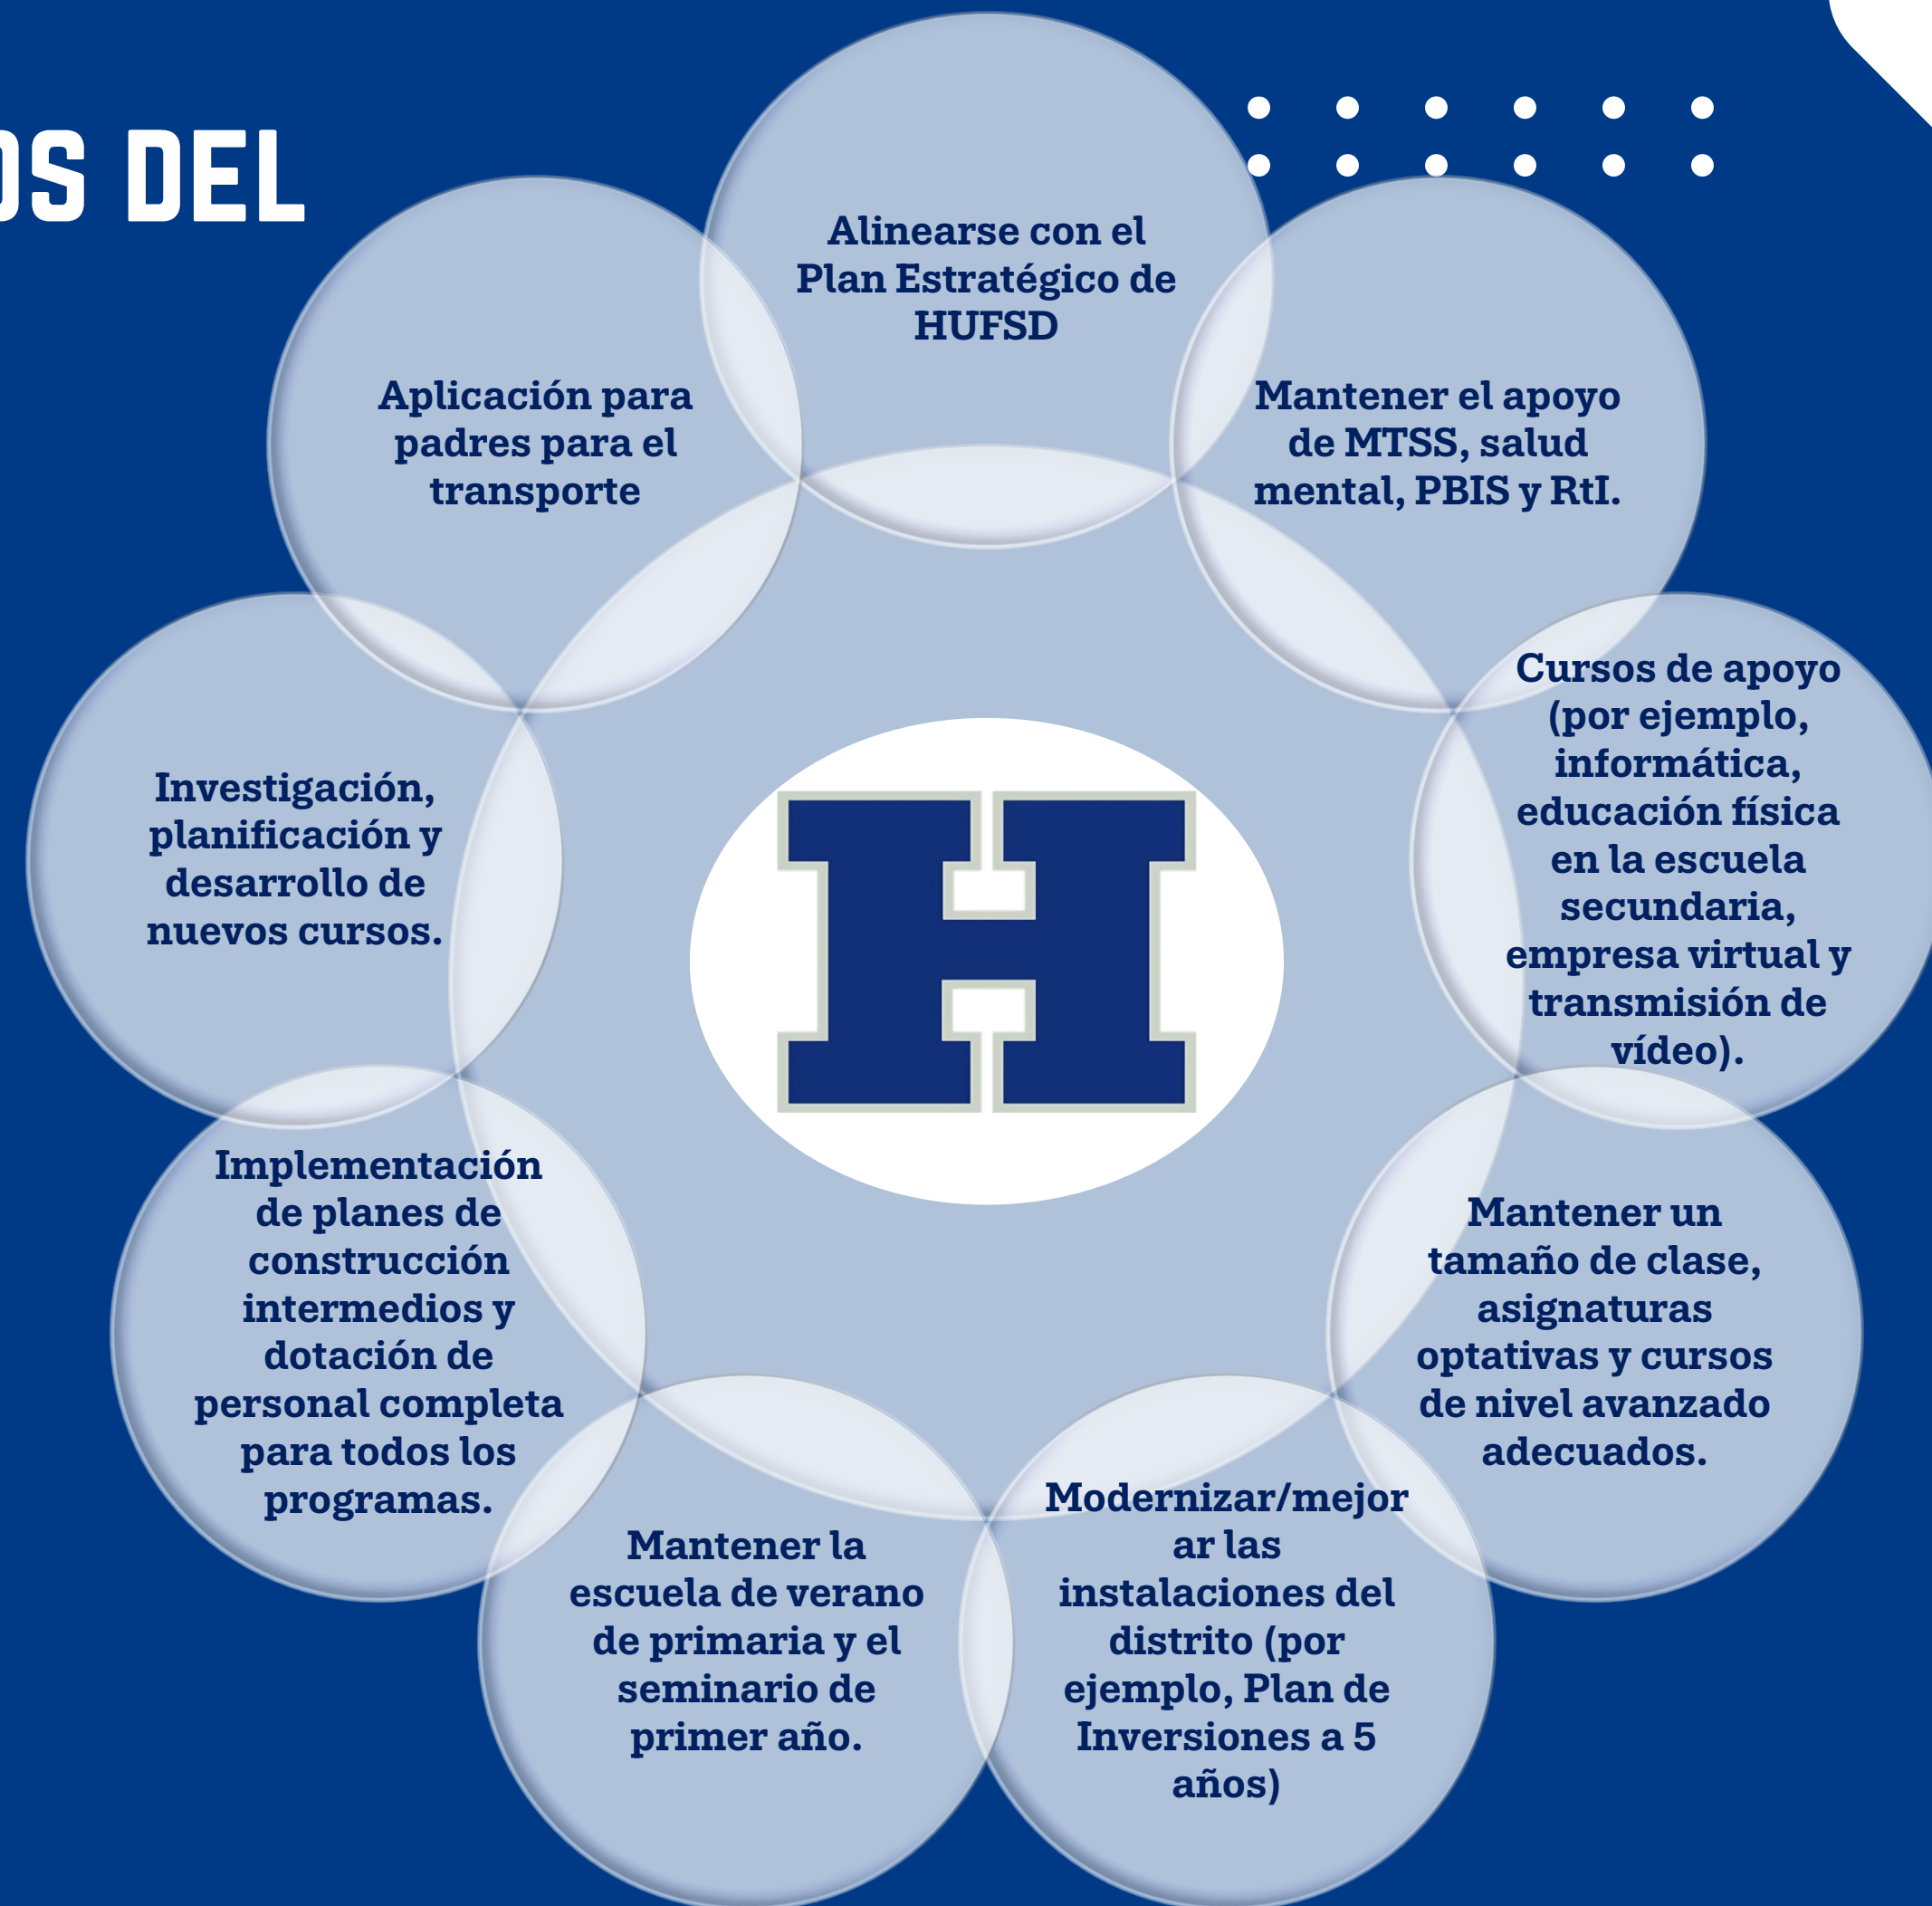 OS DEL
Alinearse con el
Plan Estratégico de
HUFSD
Mantener el apoyo
de MTSS, salud
mental, PBIS y RtI.
Cursos de apoyo
(por ejemplo,
informática,
educación física
en la escuela
secundaria,
empresa virtual y
transmisión de
vídeo).
Mantener un
tamaño de clase,
asignaturas
optativas y cursos
de nivel avanzado
adecuados.
Modernizar/mejor
ar las
instalaciones del
distrito (por
ejemplo, Plan de
Inversiones a 5
años)
Mantener la
escuela de verano
de primaria y el
seminario de
primer año.
Implementación
de planes de
construcción
intermedios y
dotación de
personal completa
para todos los
programas.
Investigación,
planificación y
desarrollo de
nuevos cursos.
Aplicación para
padres para el
transporte
H